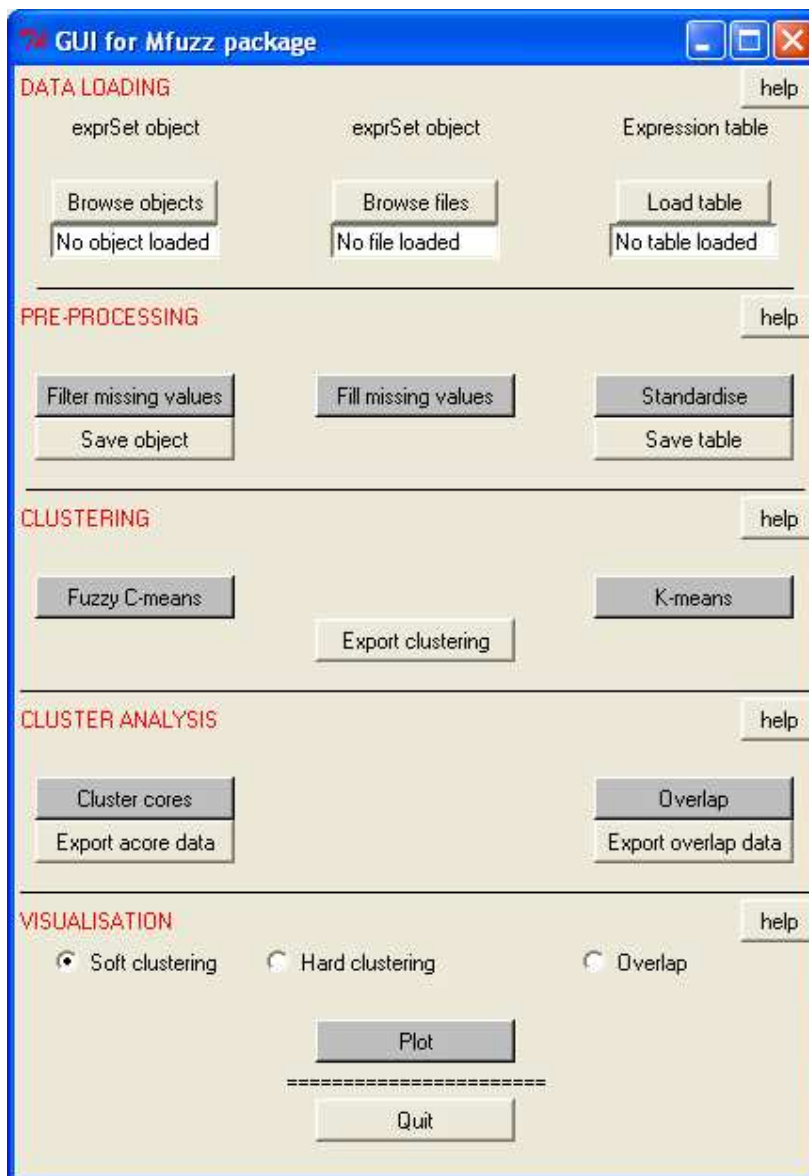 GUI for Mfuzz package
DATA LOADING help
exprSet object exprSet object Expression table
Browse objects Browse files Load table
No object loaded No file loaded No table loaded
PRE-PROCESSING help
Filter missing values Fill missing values Standardise
Save object Save table
CLUSTERING help
Fuzzy C-means K-means
Export clustering
CLUSTER ANALYSIS help
Cluster cores Overlap
Export acore data Export overlap data
VISUALISATION help
Soft clustering Hard clustering Overlap
Plot
=======================
Quit